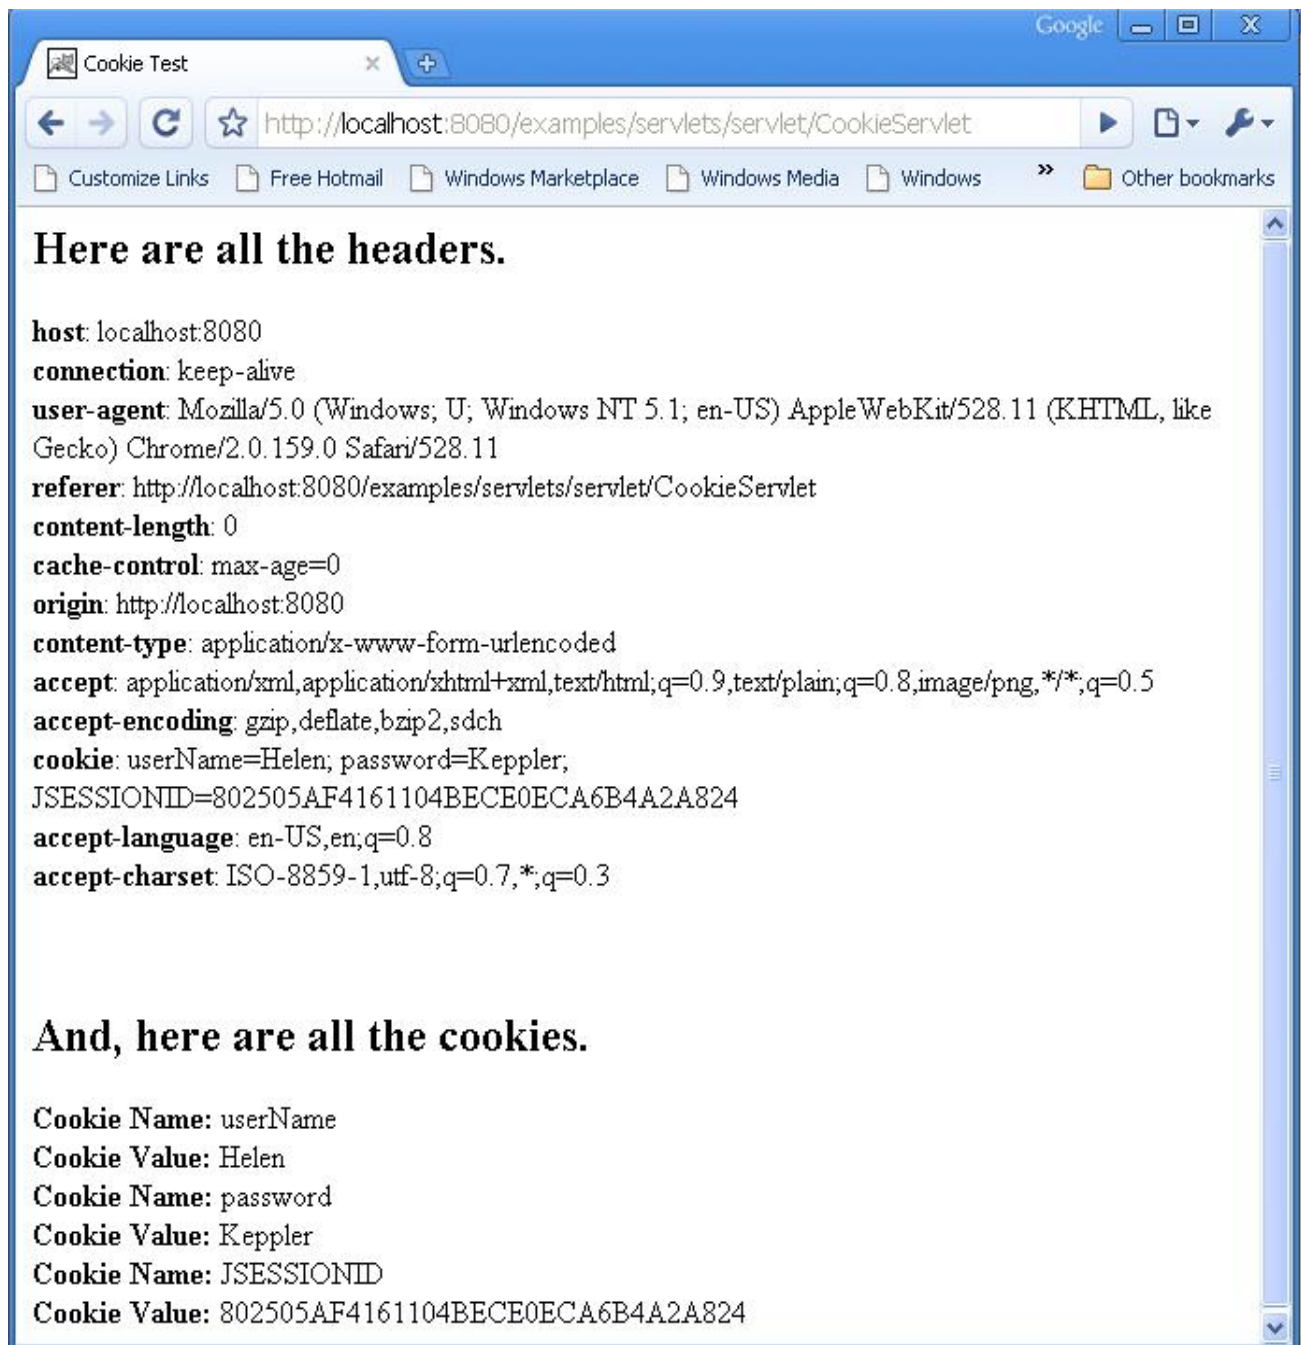 Google
Cookie Test
http://localhost:8080/examples/servlets/servlet/CookieServlet
Customize Links Free Hotmail Windows Marketplace Windows Media Windows » Other bookmarks
Here are all the headers.
host: localhost:8080
connection: keep-alive
user-agent: Mozilla/5.0 (Windows; U; Windows NT 5.1; en-US) AppleWebKit/528.11 (KHTML, like
Gecko) Chrome/2.0.159.0 Safari/528.11
referer: http://localhost:8080/examples/servlets/servlet/CookieServlet
content-length: 0
cache-control: max-age=0
origin: http://localhost:8080
content-type: application/x-www-form-urlencoded
accept: application/xml,application/xhtml+xml,text/html;q=0.9,text/plain;q=0.8,image/png,*/*;q=0.5
accept-encoding: gzip,deflate,bzip2,sdch
cookie: userName=Helen; password=Keppler;
JSESSIONID=802505AF4161104BECE0ECA6B4A2A824
accept-language: en-US,en;q=0.8
accept-charset: ISO-8859-1,utf-8;q=0.7,*;q=0.3
And, here are all the cookies.
Cookie Name: userName
Cookie Value: Helen
Cookie Name: password
Cookie Value: Keppler
Cookie Name: JSESSIONID
Cookie Value: 802505AF4161104BECE0ECA6B4A2A824